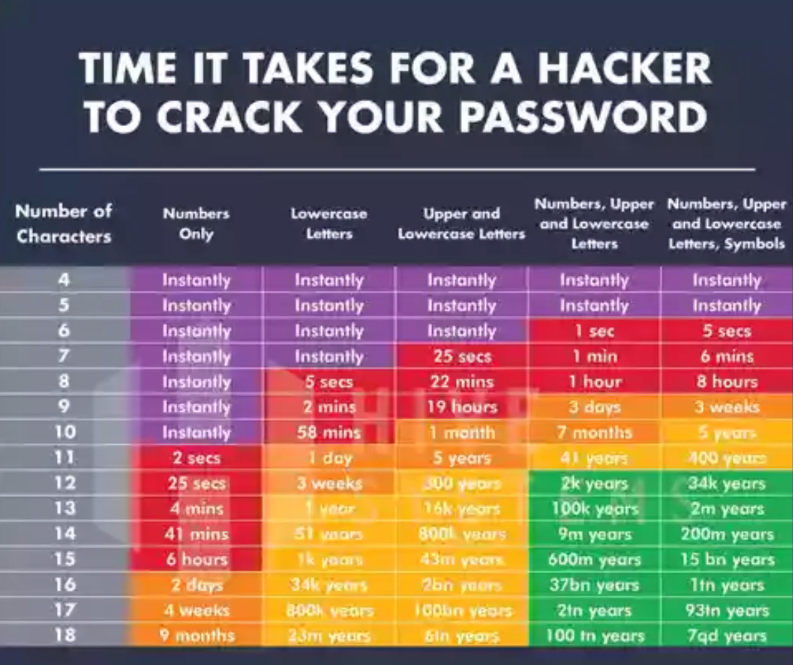 TIME IT TAKES FOR A HACKER
TO CRACK YOUR PASSWORD
Number of Characters Numbers Only Lowercase Letters Upper and Lowercase Letters Numbers, Upper and Lowercase Letters Numbers, Upper and Lowercase Letters, Symbols
4 Instantly Instantly Instantly Instantly Instantly
5 Instantly Instantly Instantly Instantly Instantly
6 Instantly Instantly Instantly 1 sec 5 secs
7 Instantly Instantly 25 secs 1 min 6 mins
8 Instantly 5 secs 22 mins 1 hour 8 hours
9 Instantly 2 mins 19 hours 3 days 3 weeks
10 Instantly 58 mins 1 month 7 months 5 years
11 2 secs 1 day 5 years 41 years 400 years
12 25 secs 3 weeks 300 years 2k years 34k years
13 4 mins 1 year 16k years 100k years 2m years
14 41 mins 51 years 800k years 9m years 200m years
15 6 hours 1k years 43m years 600m years 15 bn years
16 2 days 34k years 2bn years 37bn years 1tn years
17 4 weeks 800k years 100bn years 2tn years 93tn years
18 9 months 23m years 6tn years 100 tn years 7qd years
HIVE
SYSTEMS